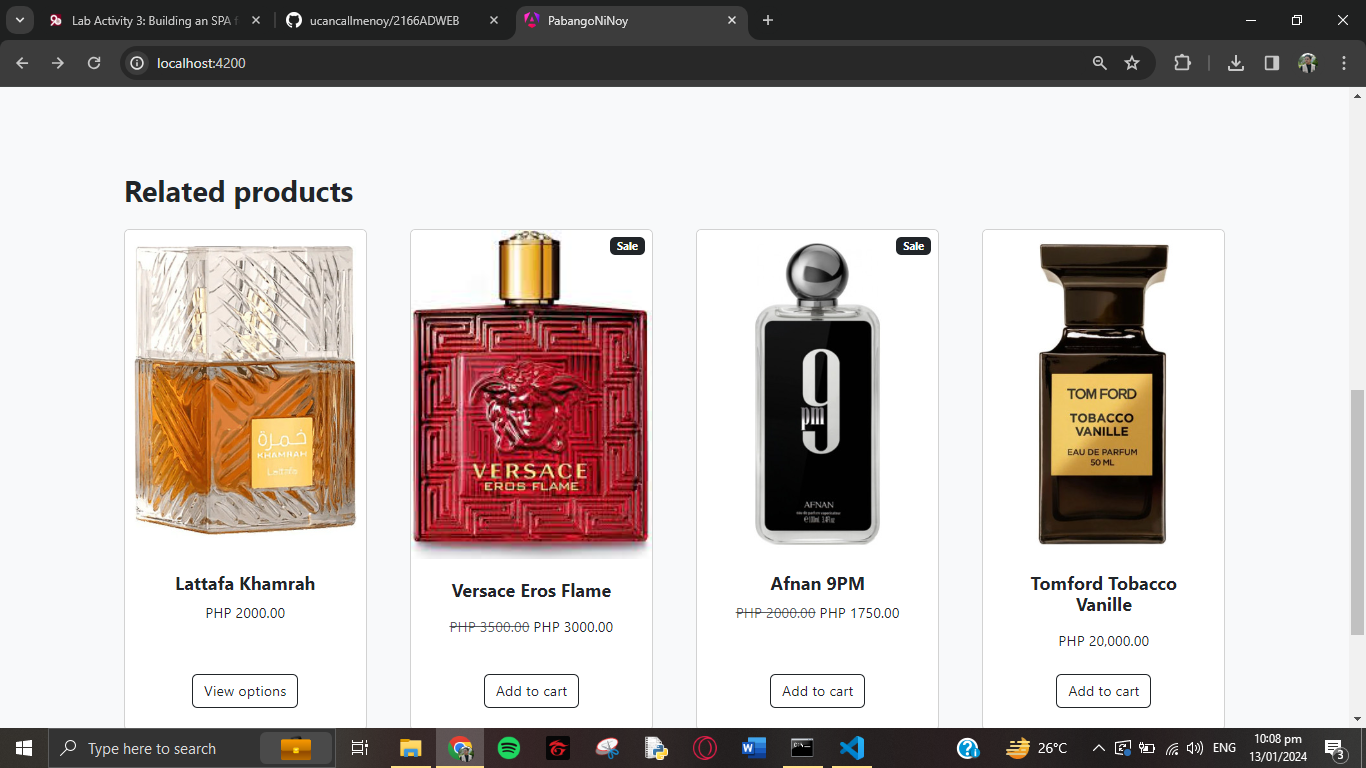 Lab Activity 3: Building an SPA f
ucancallmenoy/2166ADWEB
PabangoNiNoy
localhost:4200
Related products
خمرة
KHAMRAH
Lattafa
Lattafa Khamrah
PHP 2000.00
View options
Sale
VERSACE
EROS FLAME
Versace Eros Flame
PHP 3500.00 PHP 3000.00
Add to cart
Sale
9
pm
AFNAN
Afnan 9PM
PHP 2000.00 PHP 1750.00
Add to cart
TOM FORD
TOBACCO
VANILLE
EAU DE PARFUM
50 ML
Tomford Tobacco
Vanille
PHP 20,000.00
Add to cart
Type here to search
26°C
ENG
10:08 pm
13/01/2024
3